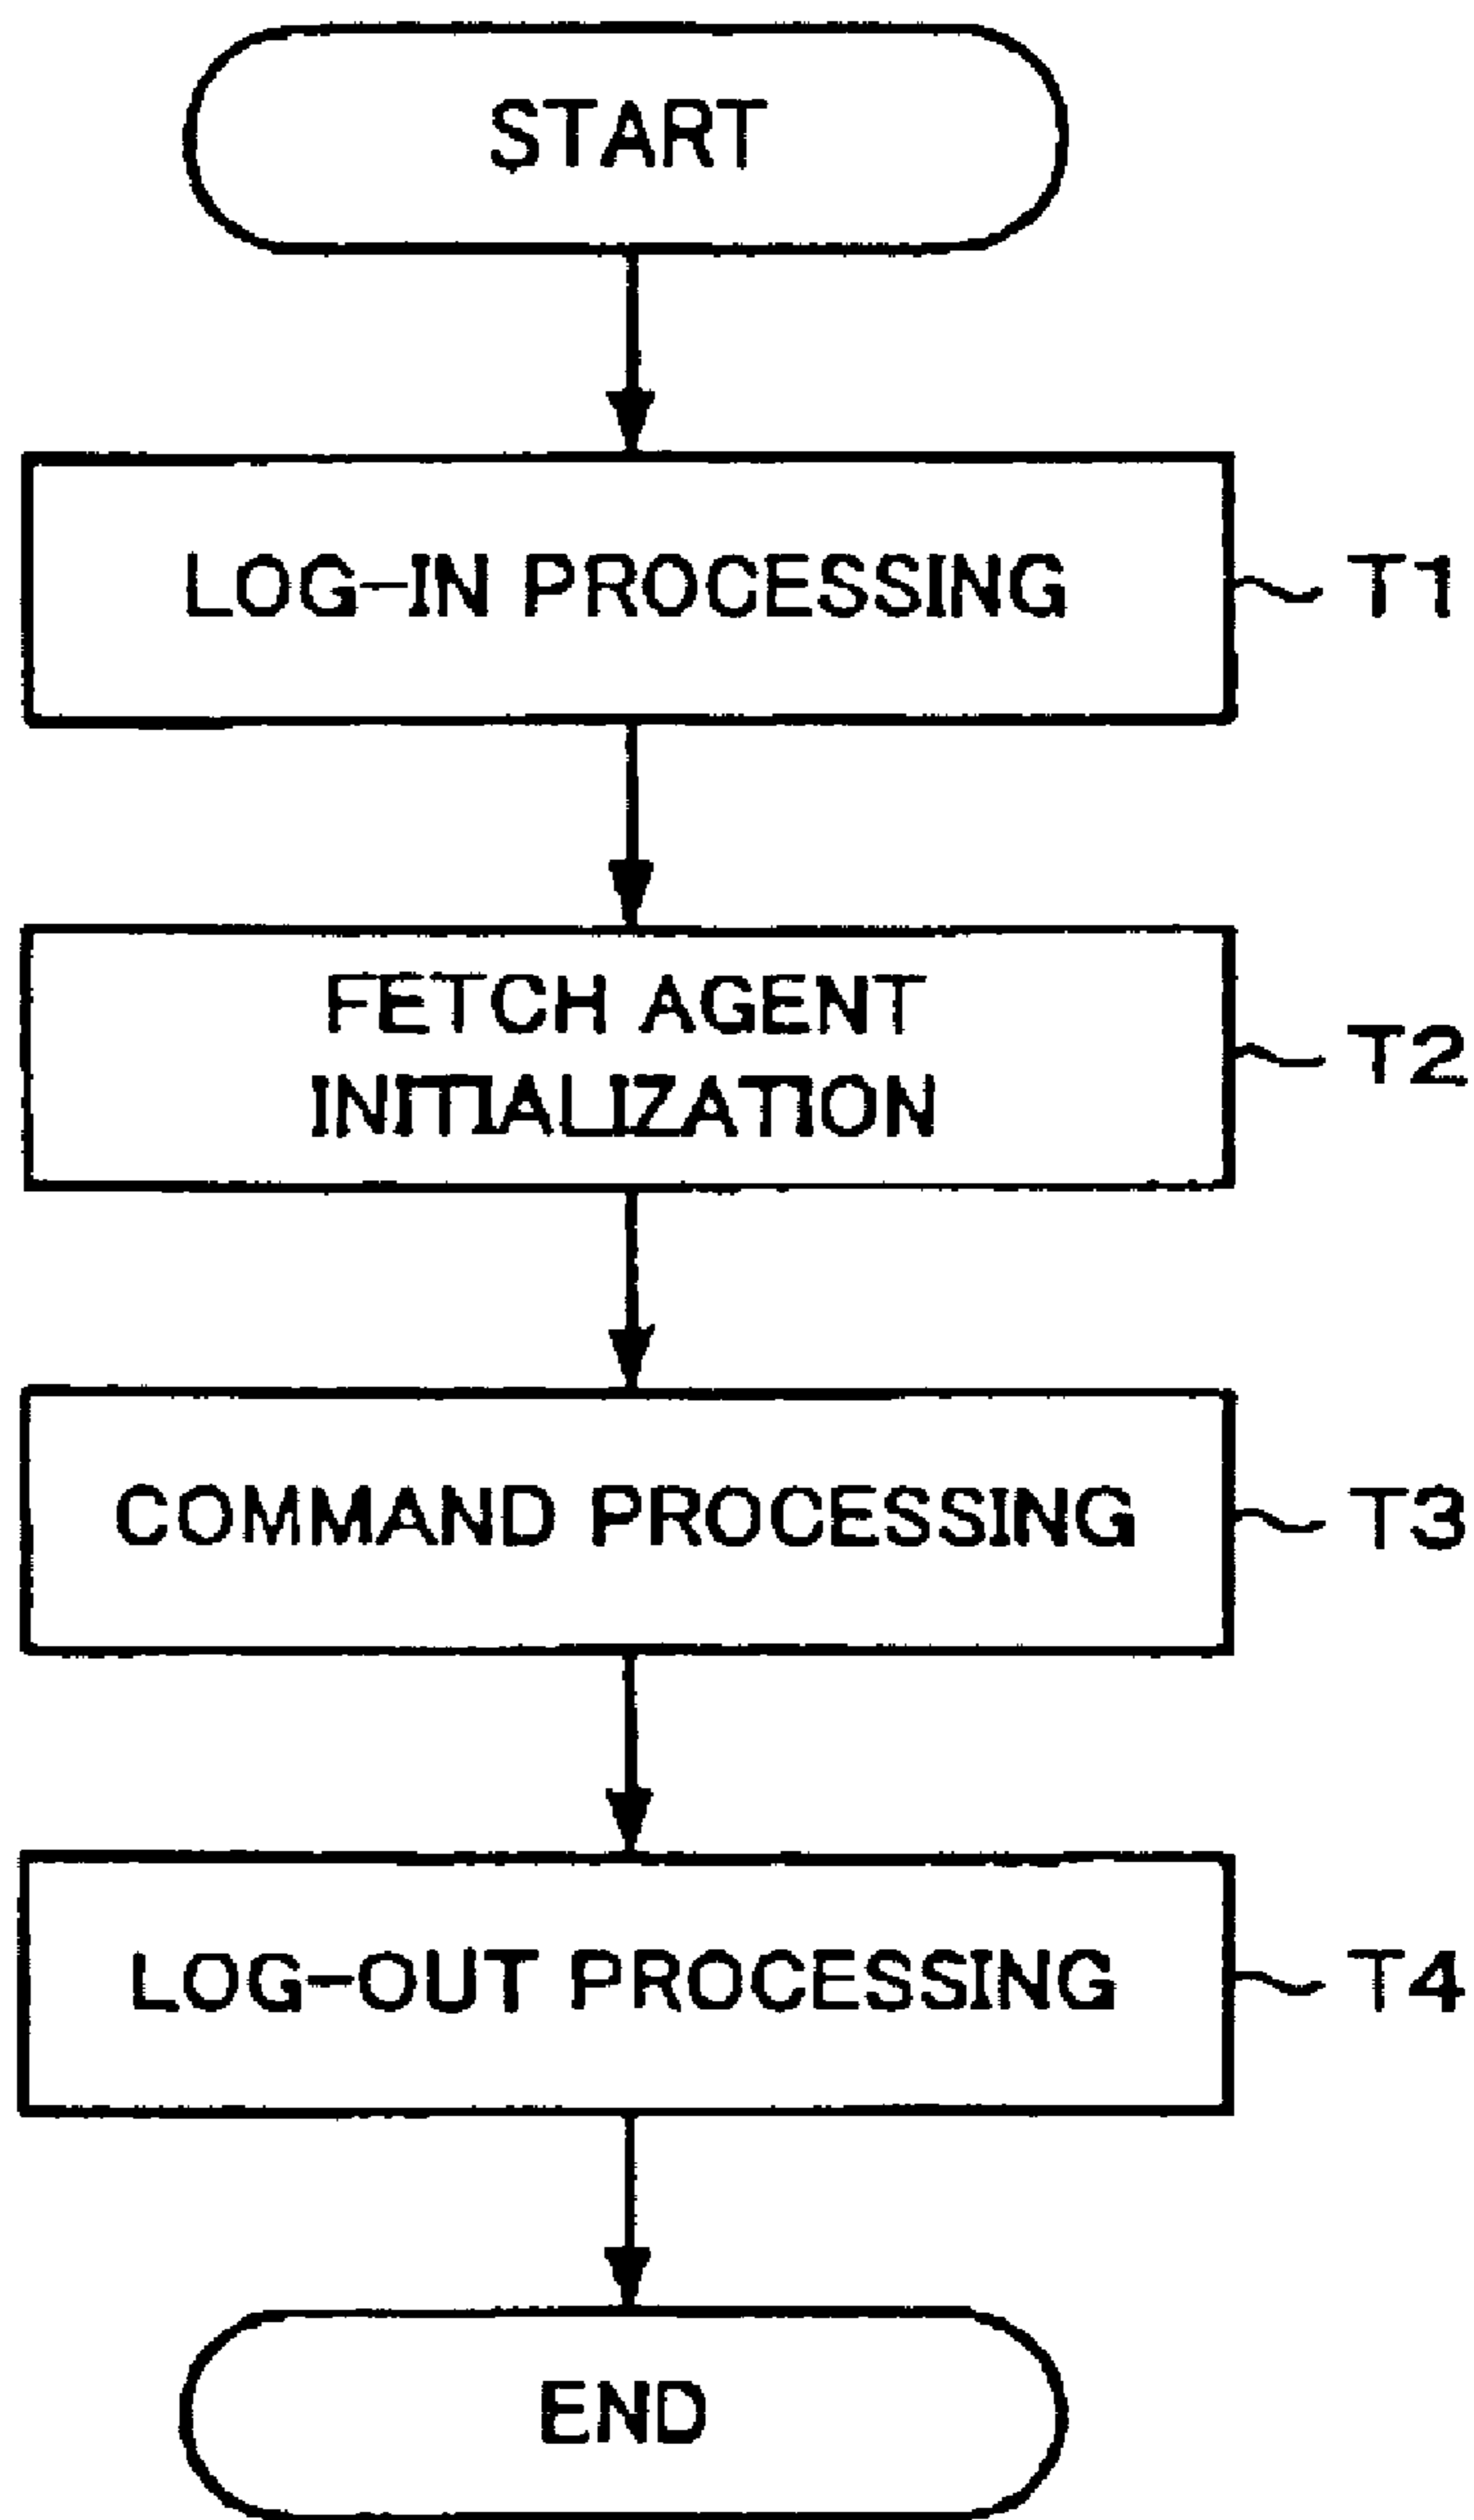 START
LOG-IN PROCESSING
T1
FETCH AGENT
INITIALIZATION
T2
COMMAND PROCESSING
T3
LOG-OUT PROCESSING
T4
END